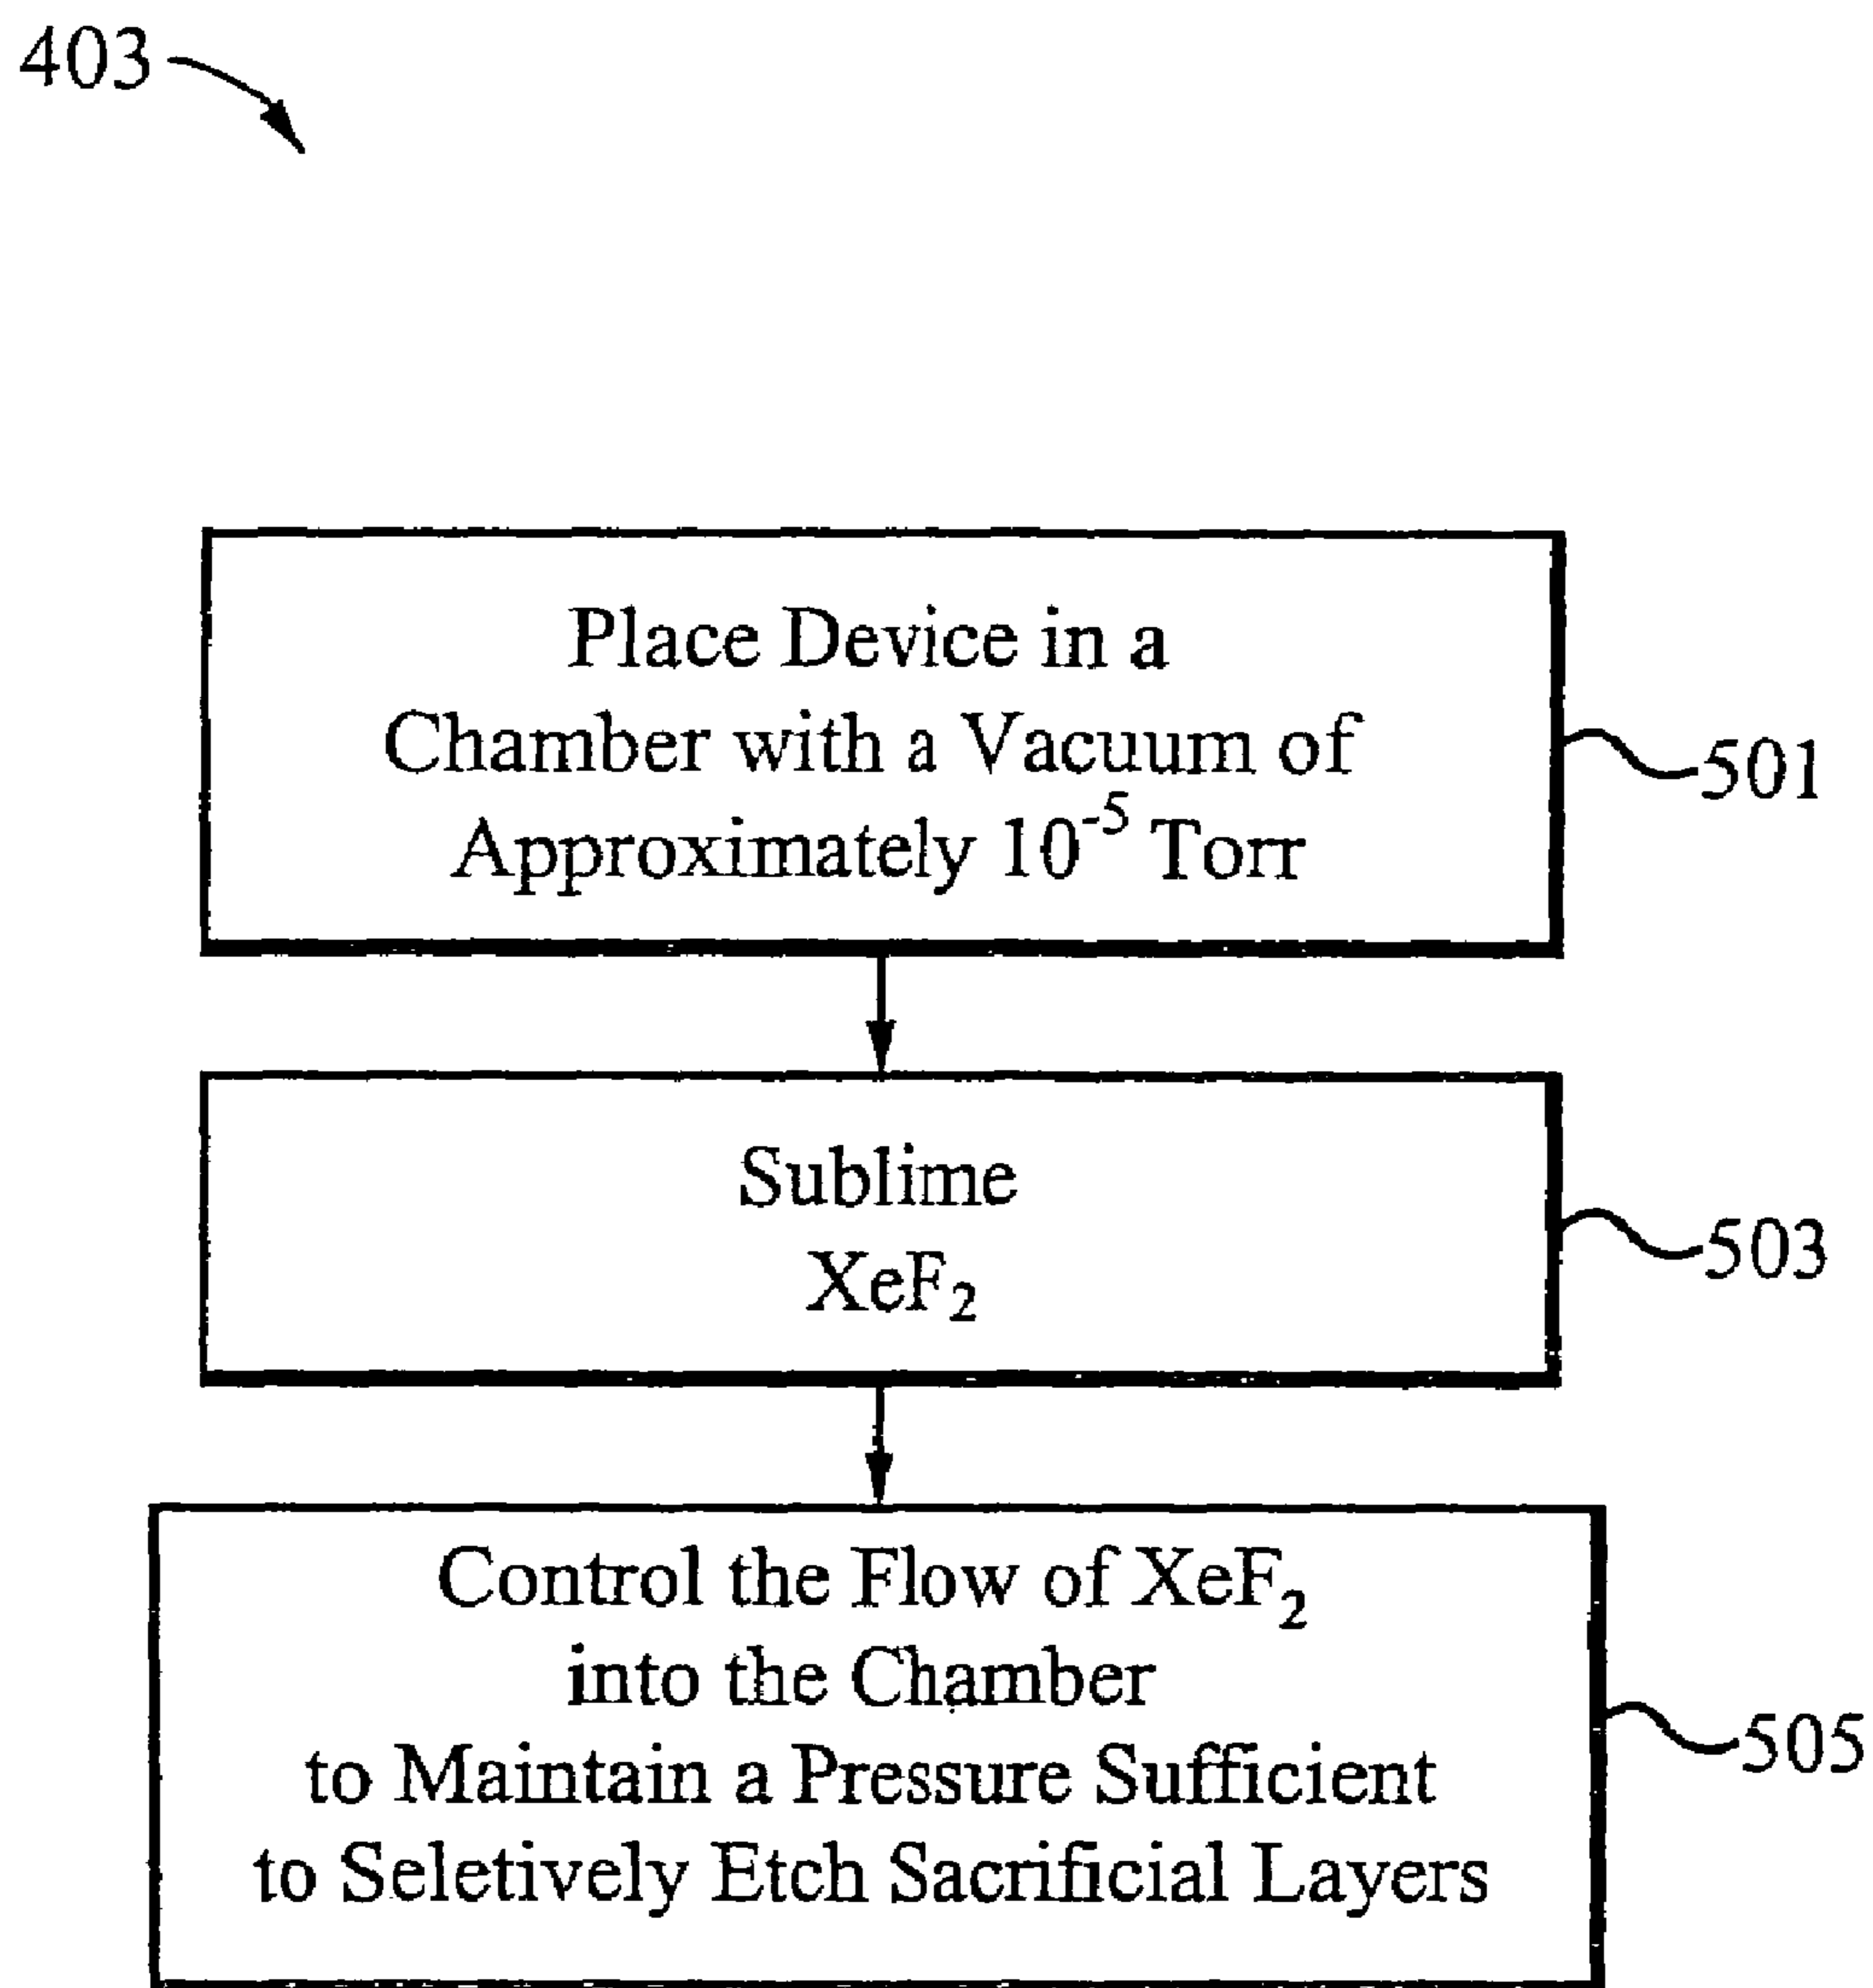 403
Place Device in a
Chamber with a Vacuum of
Approximately 10⁻⁵ Torr
501
Sublime
XeF₂
503
Control the Flow of XeF₂
into the Chamber
to Maintain a Pressure Sufficient
to Seletively Etch Sacrificial Layers
505